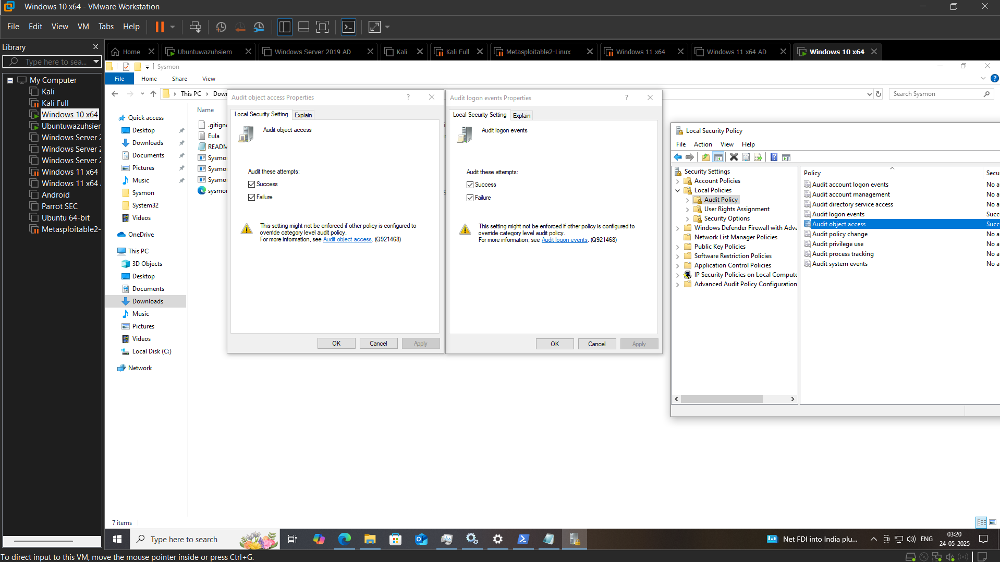 Windows 10 x64 - VMware Workstation
File Edit View VM Tabs Help
Library
Type here to sea...
My Computer
Kali
Kali Full
Windows 10 x64
Ubuntuwazuhsiem
Windows Server 2
Windows Server 2
Windows Server 2
Windows 11 x64
Windows 11 x64
Android
Parrot SEC
Ubuntu 64-bit
Metasploitable2-
Home
Ubuntuwazuhsiem
Windows Server 2019 AD
Kali
Kali Full
Metasploitable2-Linux
Windows 11 x64
Windows 11 x64 AD
Windows 10 x64
Sysmon
File Home Share View
This PC
Search Sysmon
Quick access
Desktop
Downloads
Documents
Pictures
Music
Sysmon
System32
Videos
OneDrive
This PC
3D Objects
Desktop
Documents
Downloads
Music
Pictures
Videos
Local Disk (C:)
Network
Name
.gitigno
Eula
READM
Sysmo
Sysmo
Sysmo
sysmo
7 items
Audit object access Properties ?
Local Security Setting Explain
Audit object access
Audit these attempts:
Success
Failure
This setting might not be enforced if other policy is configured to
override category level audit policy.
For more information, see Audit object access. (Q921468)
OK Cancel Apply
Audit logon events Properties ?
Local Security Setting Explain
Audit logon events
Audit these attempts:
Success
Failure
This setting might not be enforced if other policy is configured to
override category level audit policy.
For more information, see Audit logon events. (Q921468)
OK Cancel Apply
Local Security Policy
File Action View Help
Security Settings
Account Policies
Local Policies
Audit Policy
User Rights Assignment
Security Options
Windows Defender Firewall with Adva
Network List Manager Policies
Public Key Policies
Software Restriction Policies
Application Control Policies
IP Security Policies on Local Compute
Advanced Audit Policy Configuration
Policy Secu
Audit account logon events No a
Audit account management No a
Audit directory service access No a
Audit logon events Succ
Audit object access Succ
Audit policy change No a
Audit privilege use No a
Audit process tracking No a
Audit system events No a
Type here to search
Net FDI into India plu...
ENG
03:20
24-05-2025
To direct input to this VM, move the mouse pointer inside or press Ctrl+G.